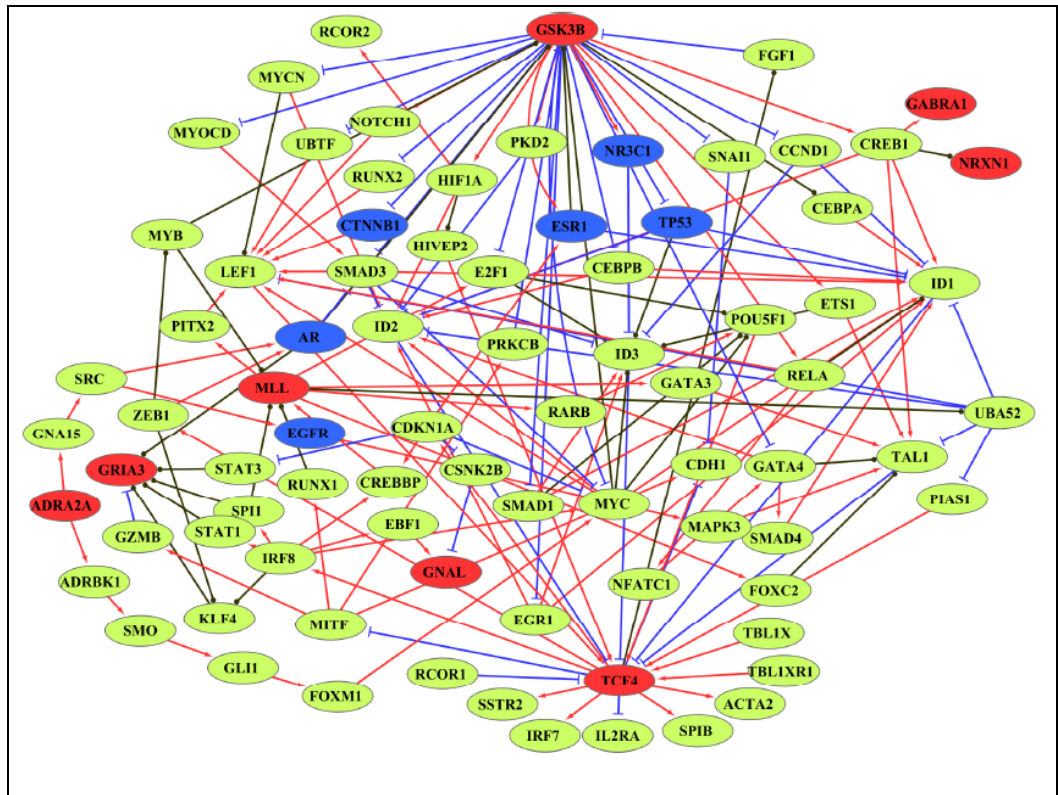 RCOR2
GSK3B
FGF1
MYCN
GABRA1
MYOCD
UBTF
NOTCH1
PKD2
NR3C1
SNAI1
CCND1
CREB1
NRXN1
RUNX2
HIF1A
CEBPA
MYB
CTNNB1
HIVEP2
ESR1
TP53
LEF1
SMAD3
E2F1
CEBPB
ID1
ETS1
PITX2
AR
ID2
PRKCB
ID3
POU5F1
SRC
MLL
GATA3
RELA
ZEB1
RARB
UBA52
GNA15
EGFR
CDKN1A
GRIA3
STAT3
RUNX1
CREBBP
CSNK2B
CDH1
GATA4
TAL1
ADRA2A
SPI1
SMAD1
MYC
PIAS1
GZMB
STAT1
EBF1
MAPK3
SMAD4
IRF8
GNAL
ADRBK1
NFATC1
FOXC2
SMO
KLF4
MITF
EGR1
TBL1X
GLI1
RCOR1
TCF4
TBL1XR1
FOXM1
SSTR2
ACTA2
IRF7
IL2RA
SPIB